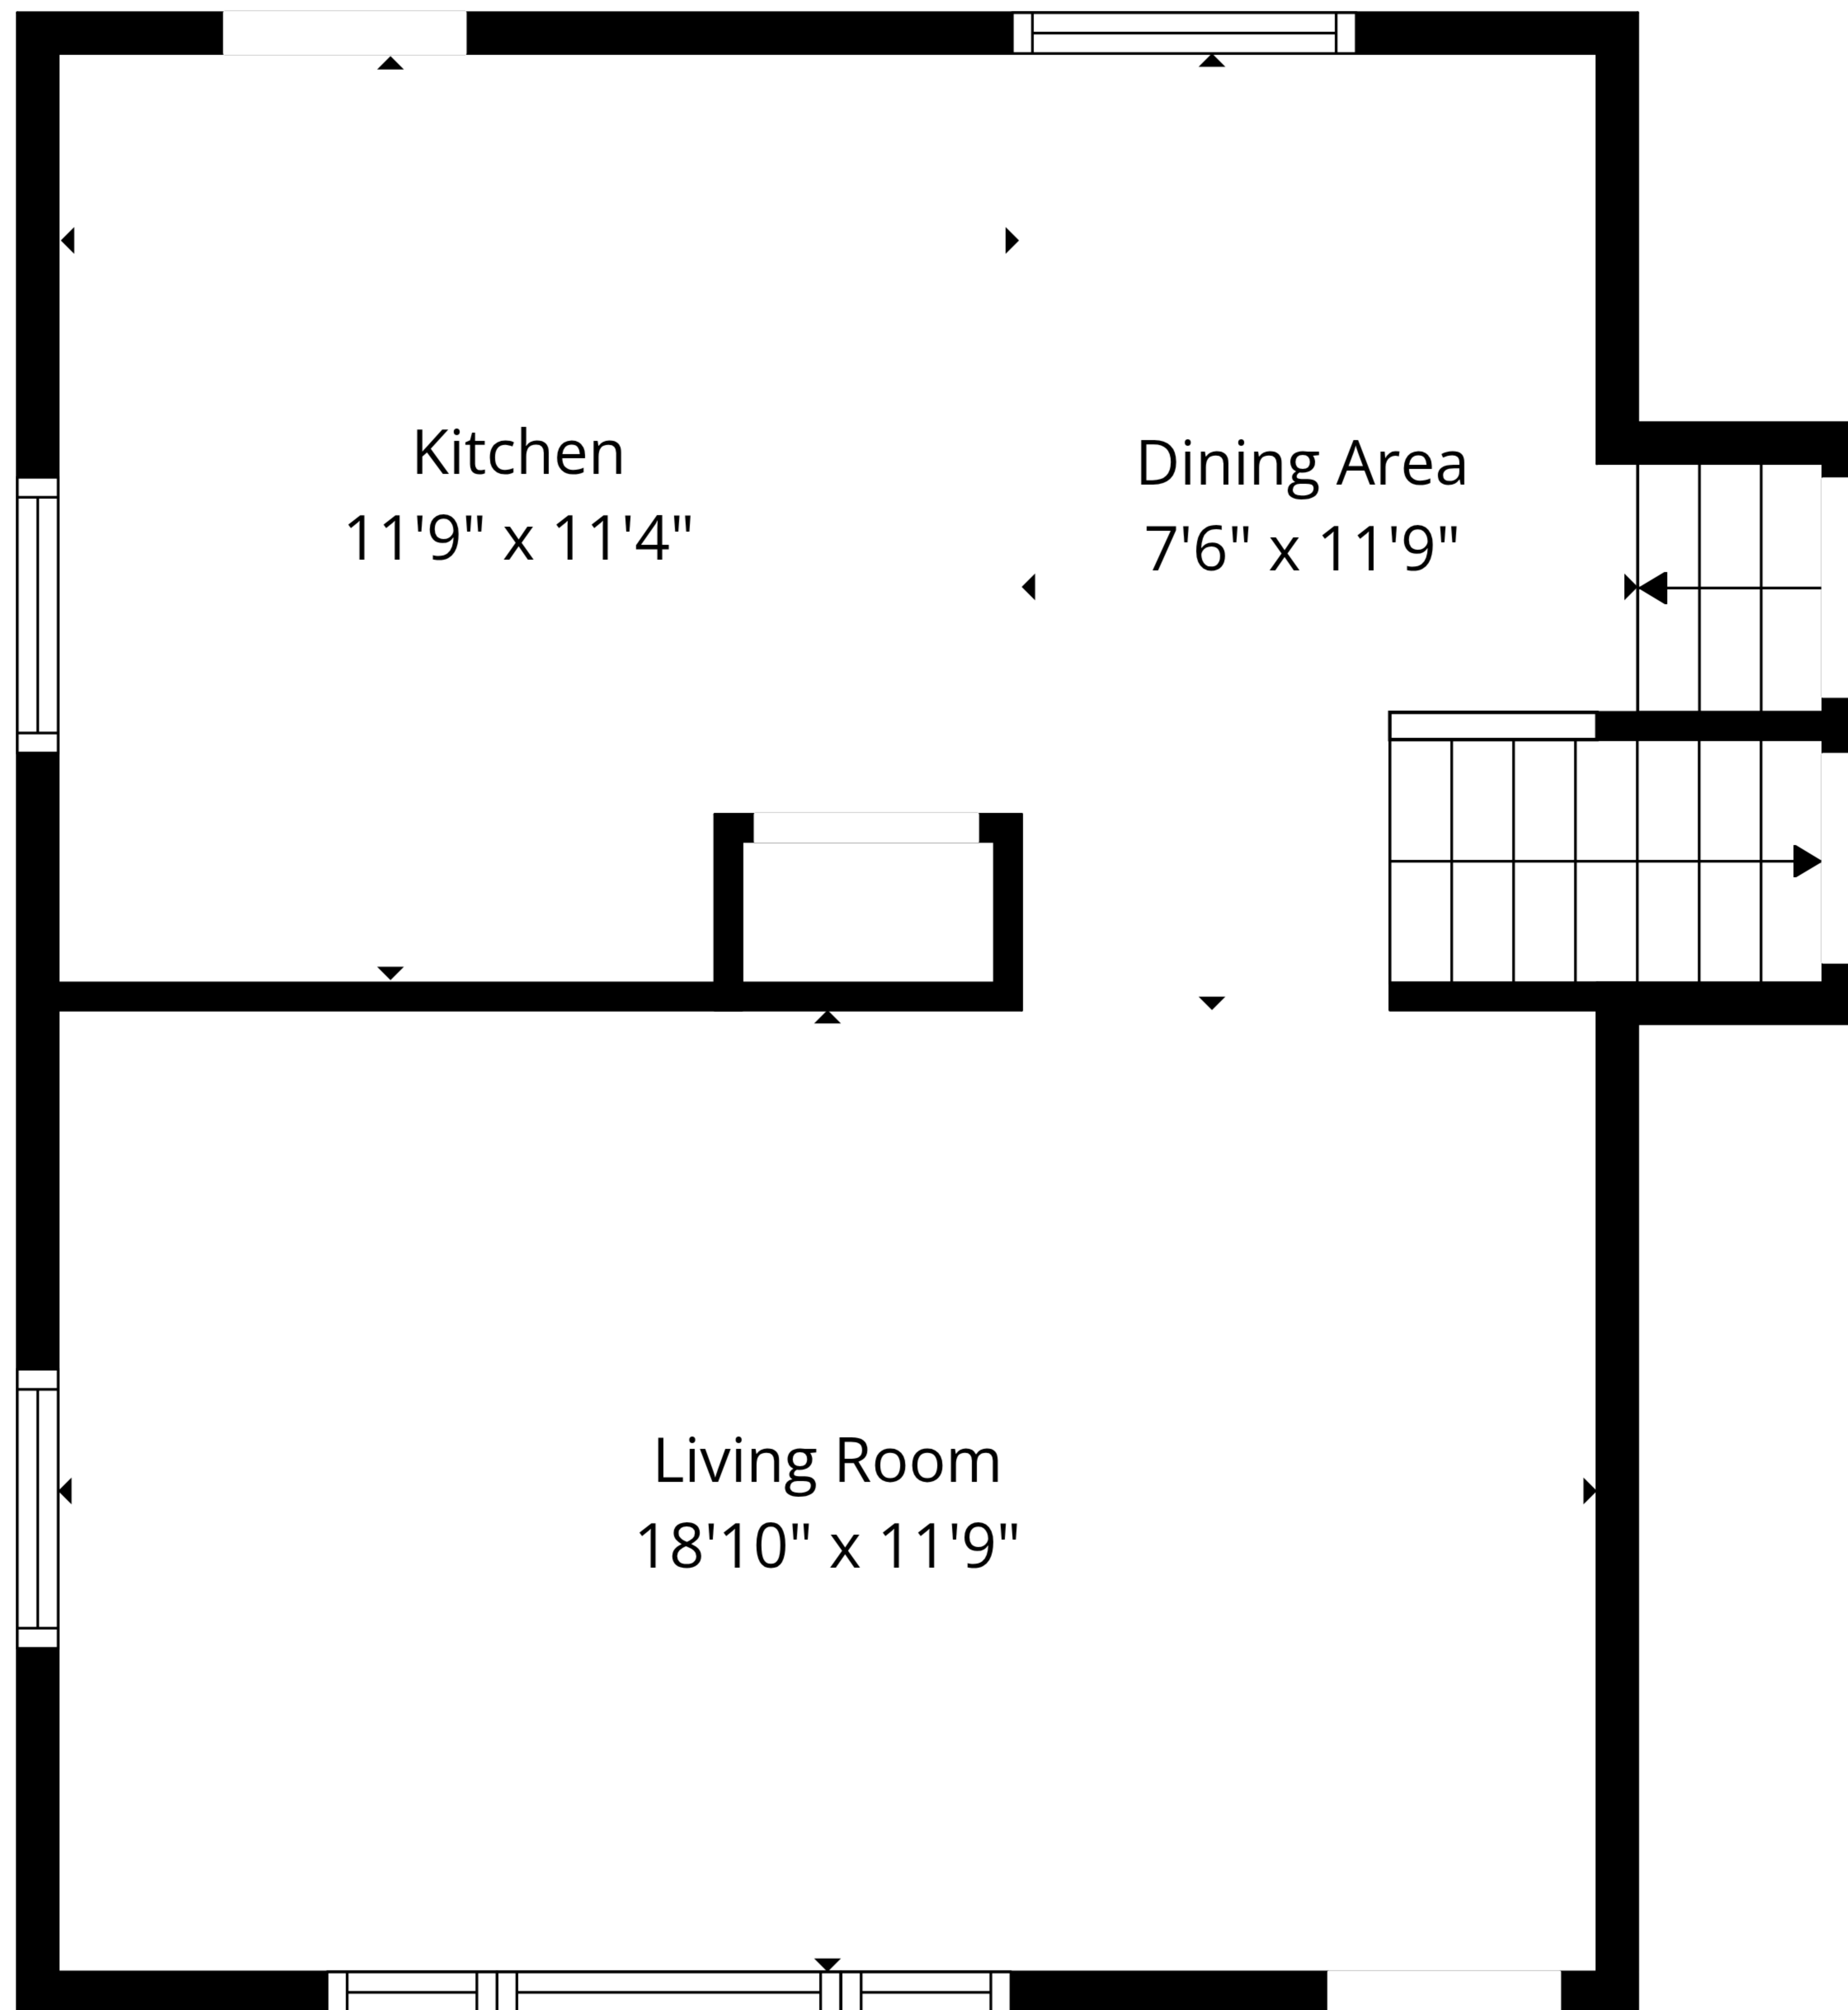 Kitchen
11'9" x 11'4"
Dining Area
7'6" x 11'9"
Living Room
18'10" x 11'9"